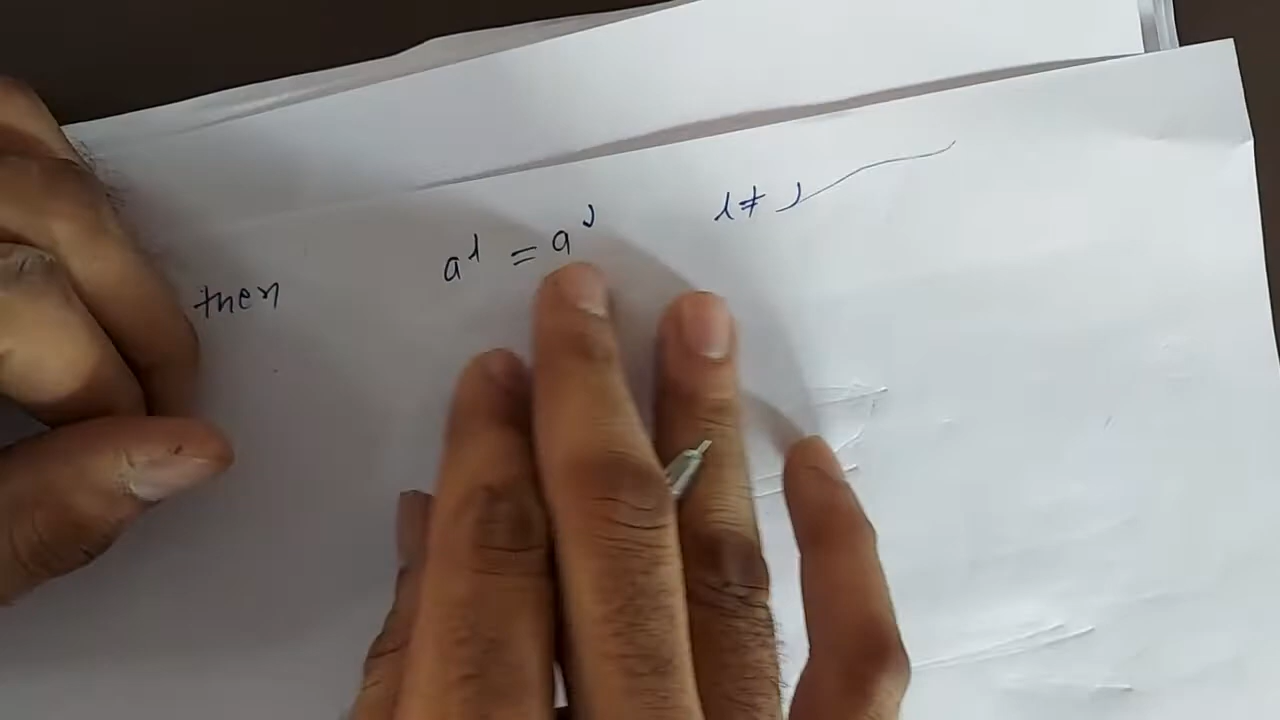 then a^i = a^j i ≠ j